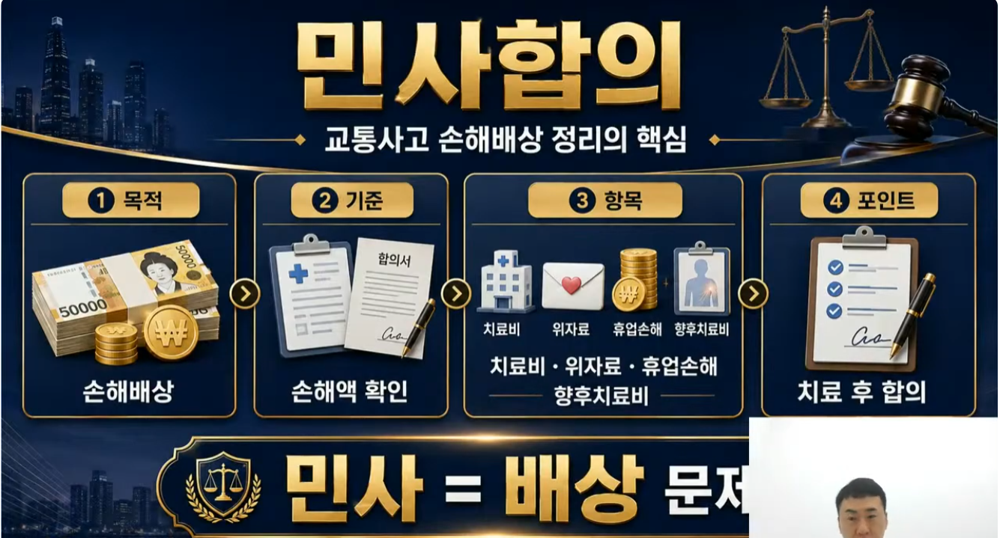 민사합의
교통사고 손해배상 정리의 핵심
1 목적
50000
50000
손해배상
2 기준
합의서
손해액 확인
3 항목
치료비
위자료
휴업손해
향후치료비
치료비 · 위자료 · 휴업손해
향후치료비
4 포인트
치료 후 합의
민사 = 배상 문제